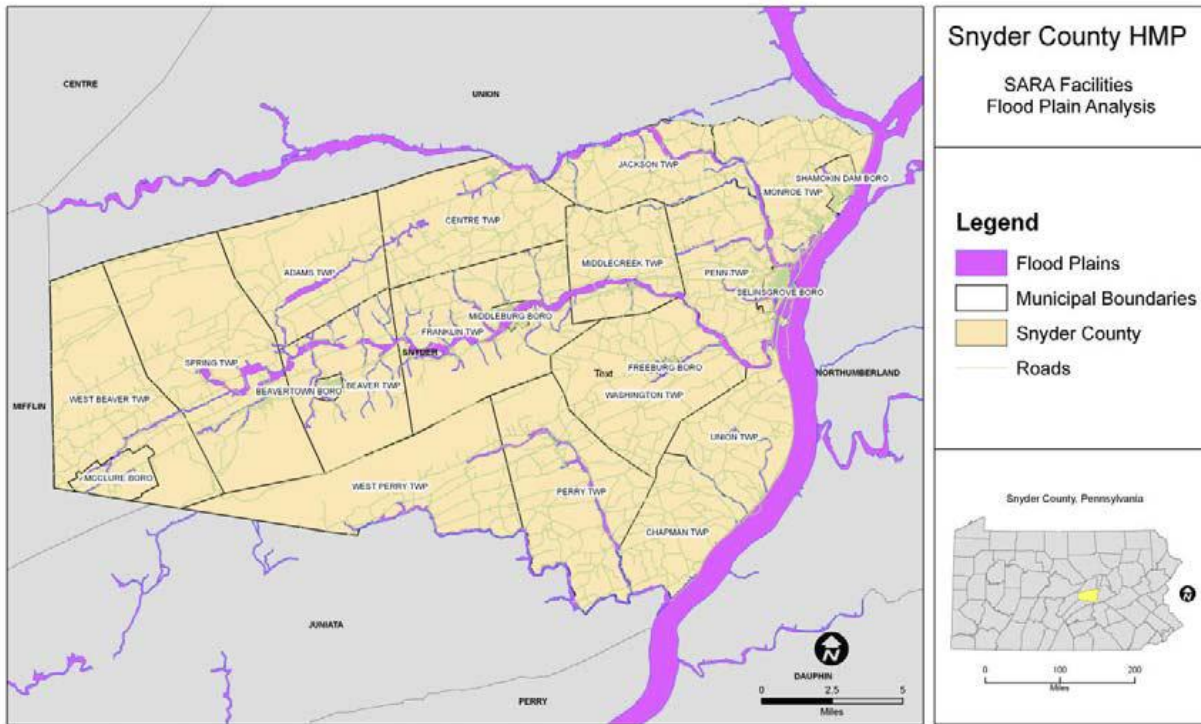 CENTRE
UNION
JACKSON TWP
SHAMOKIN DAM BORO
MONROE TWP
CENTRE TWP
ADAMS TWP
MIDDLECREEK TWP
PENN TWP
SELINSGROVE BORO
MIDDLEBURG BORO
FRANKLIN TWP
SNYDER
SPRING TWP
Text
FREEBURG BORO
NORTHUMBERLAND
BEAVER TWP
BEAVERTOWN BORO
WEST BEAVER TWP
WASHINGTON TWP
MIFFLIN
UNION TWP
MCCLURE BORO
WEST PERRY TWP
PERRY TWP
CHAPMAN TWP
JUNIATA
N
DAUPHIN
PERRY
0 2.5 5
Miles
Snyder County HMP
SARA Facilities
Flood Plain Analysis
Legend
Flood Plains
Municipal Boundaries
Snyder County
Roads
Snyder County, Pennsylvania
N
0 100 200
Miles